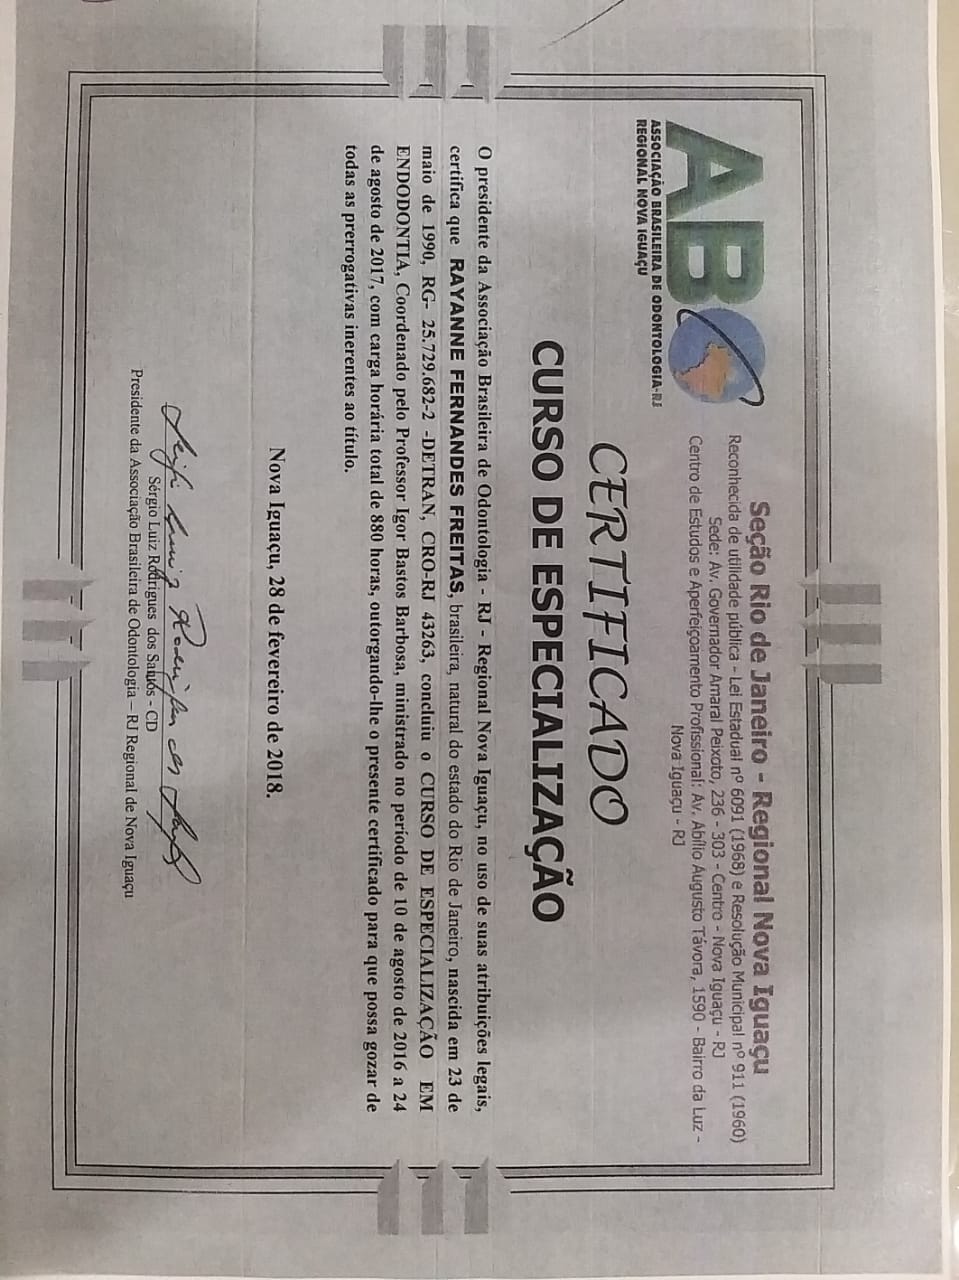 ABO
ASSOCIAÇÃO BRASILEIRA DE ODONTOLOGIA-RJ
REGIONAL NOVA IGUAÇU
Seção Rio de Janeiro - Regional Nova Iguaçu
Reconhecida de utilidade pública - Lei Estadual nº 6091 (1968) e Resolução Municipal nº 911 (1960)
Sede: Av. Governador Amaral Peixoto, 236 - 303 - Centro - Nova Iguaçu - RJ
Centro de Estudos e Aperfeiçoamento Profissional: Av. Abílio Augusto Távora, 1590 - Bairro da Luz -
Nova Iguaçu - RJ
CERTIFICADO
CURSO DE ESPECIALIZAÇÃO
O presidente da Associação Brasileira de Odontologia - RJ - Regional Nova Iguaçu, no uso de suas atribuições legais,
certifica que RAYANNE FERNANDES FREITAS, brasileira, natural do estado do Rio de Janeiro, nascida em 23 de
maio de 1990, RG- 25.729.682-2 -DETRAN, CRO-RJ 43263, concluiu o CURSO DE ESPECIALIZAÇÃO EM
ENDODONTIA, Coordenado pelo Professor Igor Bastos Barbosa, ministrado no período de 10 de agosto de 2016 a 24
de agosto de 2017, com carga horária total de 880 horas, outorgando-lhe o presente certificado para que possa gozar de
todas as prerrogativas inerentes ao título.
Nova Iguaçu, 28 de fevereiro de 2018.
Sérgio Luiz Rodrigues dos Santos - CD
Presidente da Associação Brasileira de Odontologia – RJ Regional de Nova Iguaçu